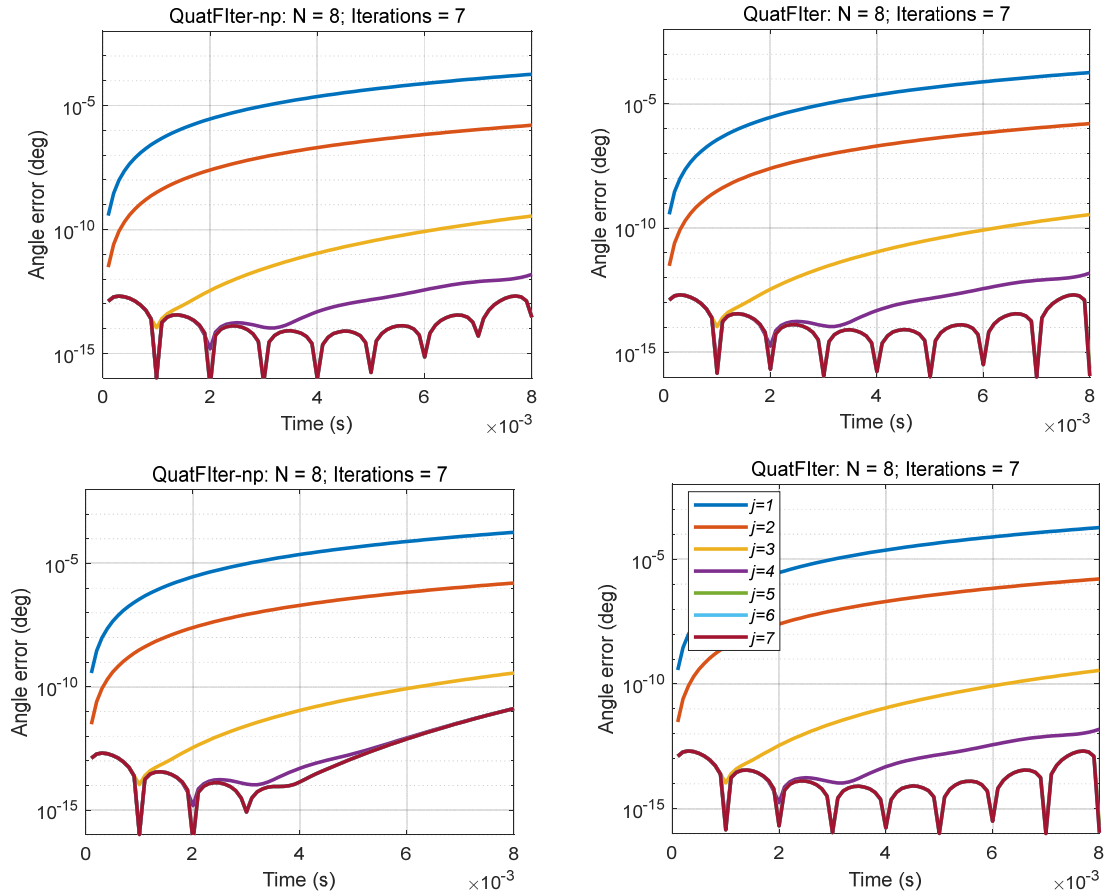 QuatFIter-np: N = 8; Iterations = 7
10^-5
10^-10
10^-15
Angle error (deg)
0 2 4 6 8
Time (s)
×10^-3
QuatFIter: N = 8; Iterations = 7
10^-5
10^-10
10^-15
Angle error (deg)
0 2 4 6 8
Time (s)
×10^-3
QuatFIter-np: N = 8; Iterations = 7
10^-5
10^-10
10^-15
Angle error (deg)
0 2 4 6 8
Time (s)
×10^-3
QuatFIter: N = 8; Iterations = 7
j=1
j=2
j=3
j=4
j=5
j=6
j=7
10^-5
10^-10
10^-15
Angle error (deg)
0 2 4 6 8
Time (s)
×10^-3